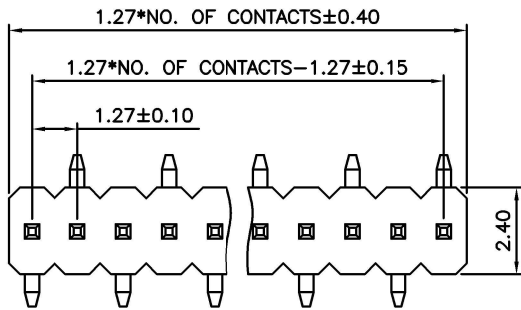 1.27*NO. OF CONTACTS±0.40
1.27*NO. OF CONTACTS-1.27±0.15
1.27±0.10
2.40